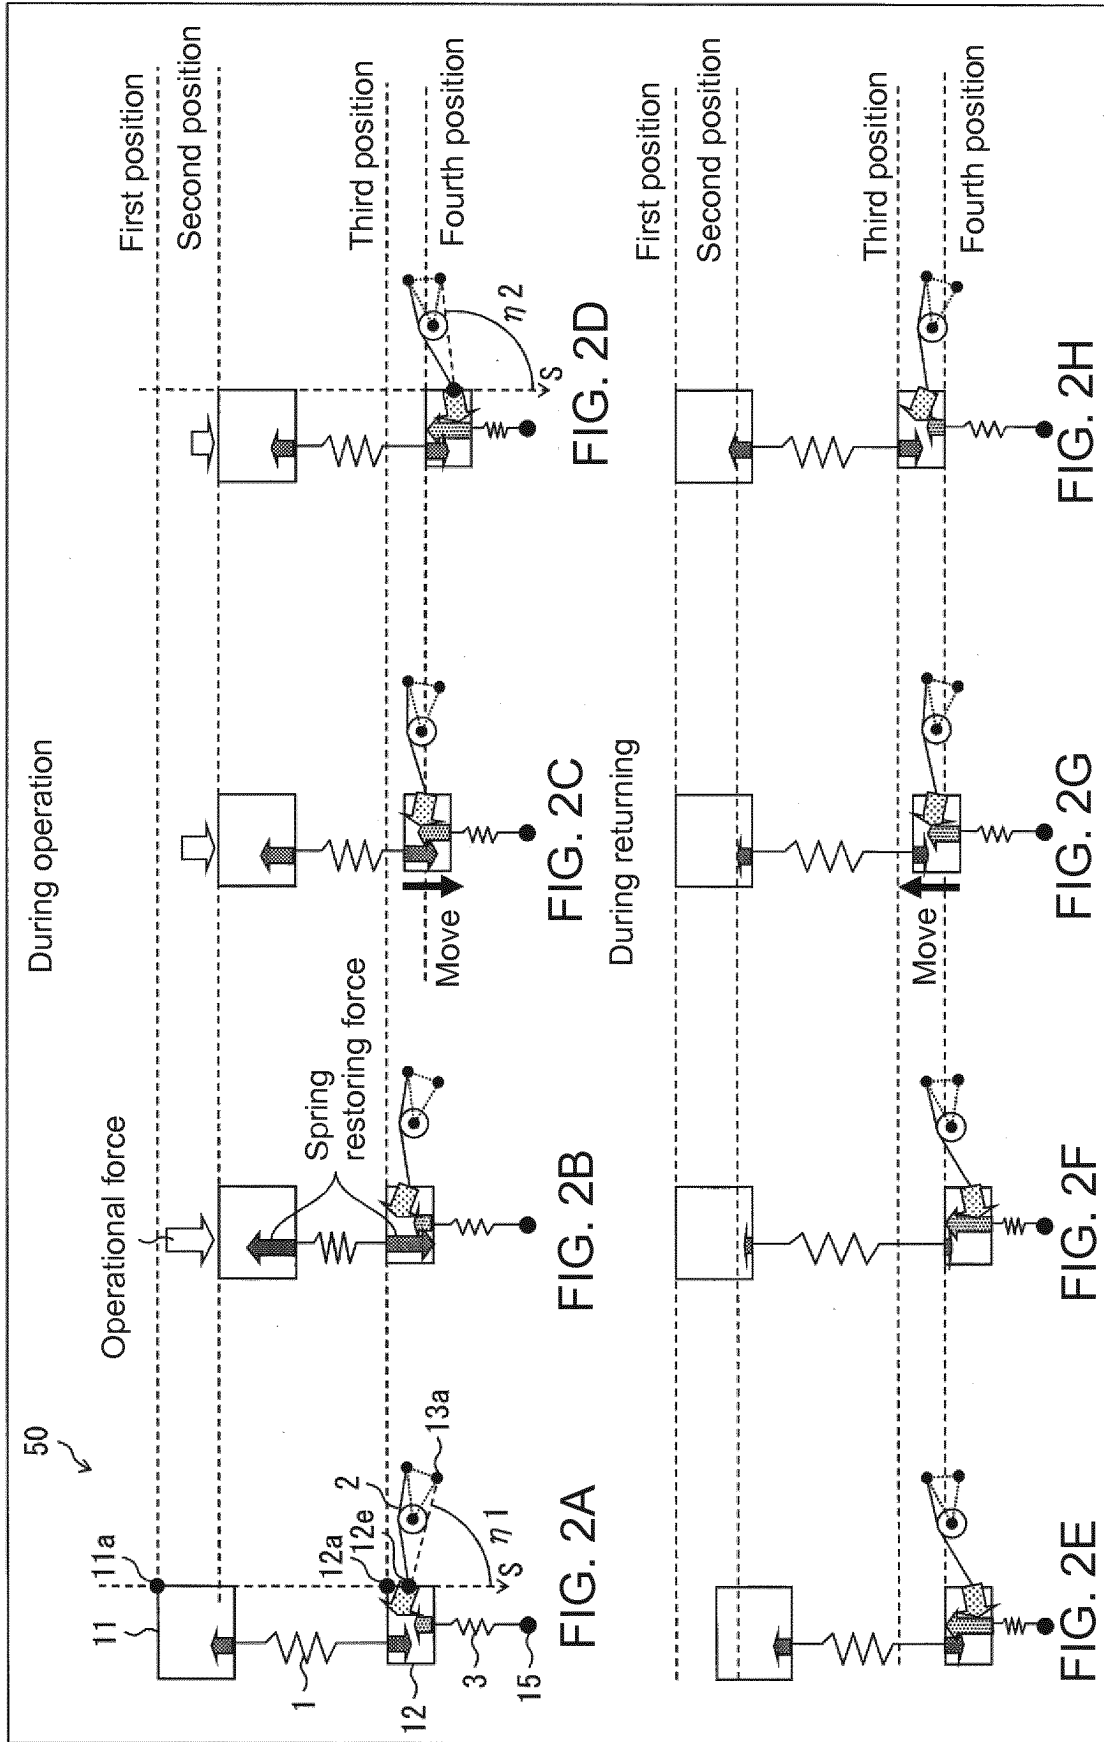 During operation
50
Operational force
First position
Second position
Third position
Fourth position
11
11a
1
12
12a
12e
2
13a
3
15
S
η1
Spring
restoring force
Move
η2
S
FIG. 2A
FIG. 2B
FIG. 2C
FIG. 2D
During returning
First position
Second position
Third position
Fourth position
Move
FIG. 2E
FIG. 2F
FIG. 2G
FIG. 2H